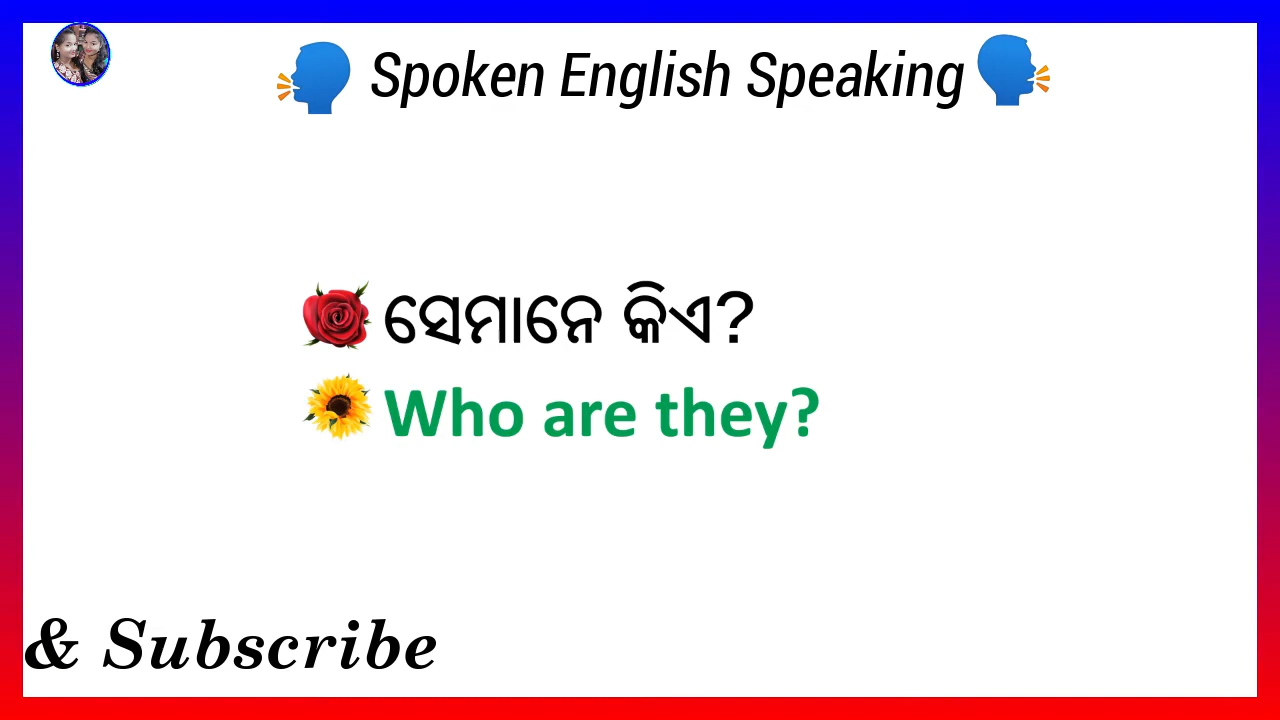 Spoken English Speaking
ସେମାନେ କିଏ?
Who are they?
& Subscribe